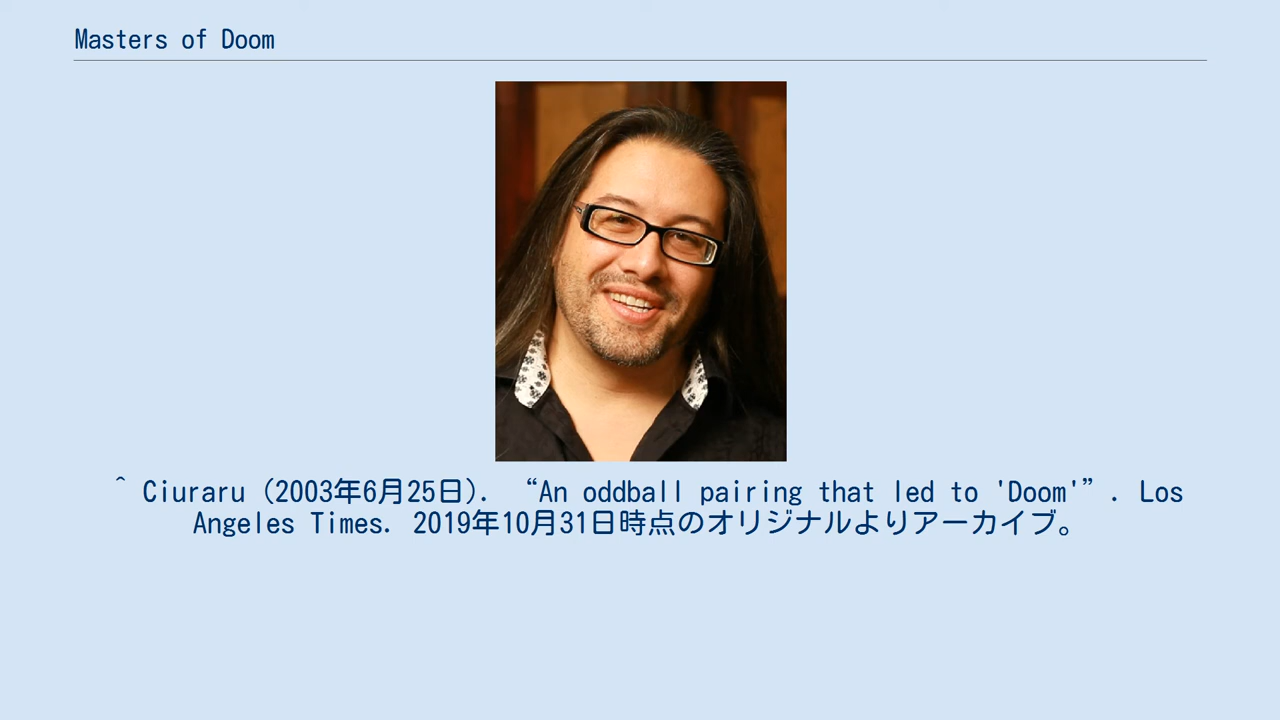 Masters of Doom
^ Ciuraru (2003年6月25日). “An oddball pairing that led to 'Doom'”. Los
Angeles Times. 2019年10月31日時点のオリジナルよりアーカイブ。